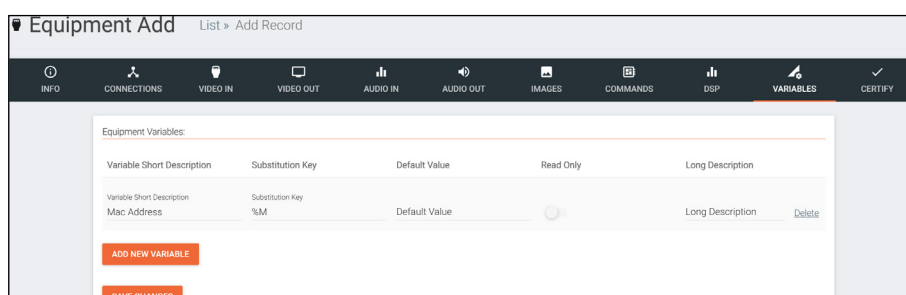 Equipment Add List » Add Record
INFO CONNECTIONS VIDEO IN VIDEO OUT AUDIO IN AUDIO OUT IMAGES COMMANDS DSP VARIABLES CERTIFY
Equipment Variables:
Variable Short Description Substitution Key Default Value Read Only Long Description
Variable Short Description Substitution Key
Mac Address %M Default Value Long Description Delete
ADD NEW VARIABLE
SAVE CHANGES